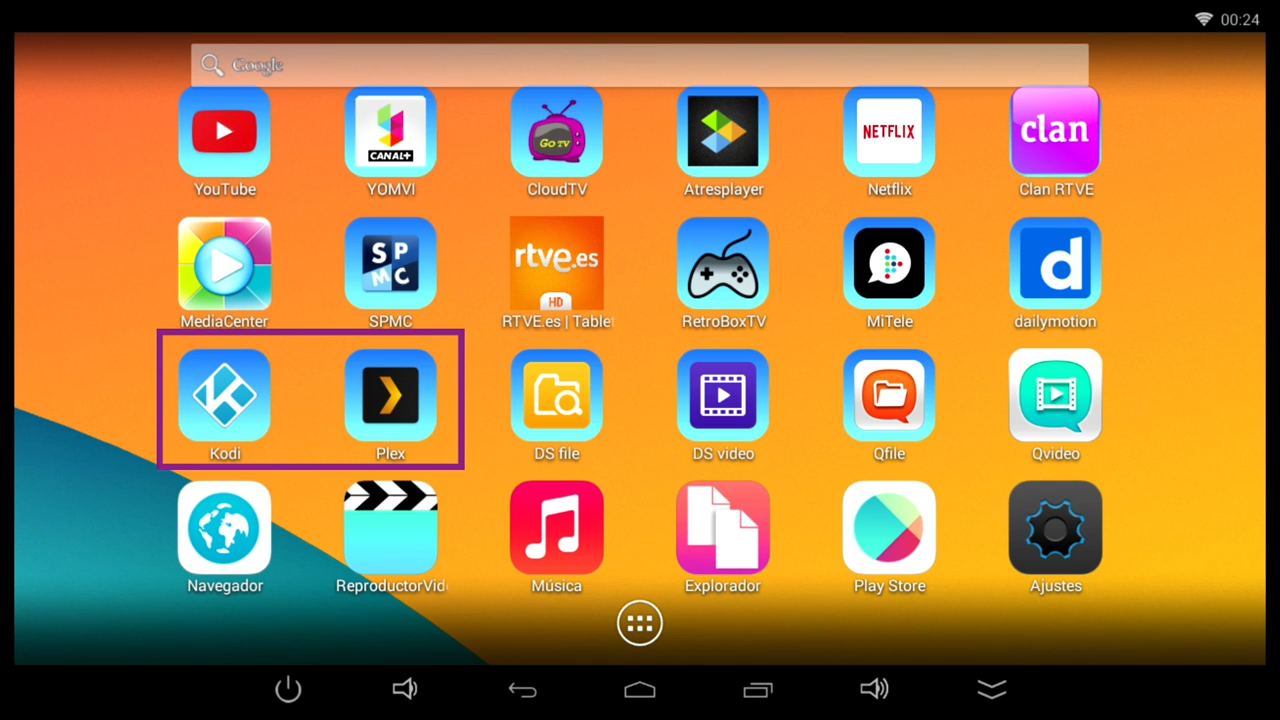 00:24
Google
CANAL+
Go TV
NETFLIX
clan
YouTube
YOMVI
CloudTV
Atresplayer
Netflix
Clan RTVE
S P
M C
rtve.es
HD
d
MediaCenter
SPMC
RTVE.es | Tablet
RetroBoxTV
MiTele
dailymotion
Kodi
Plex
DS file
DS video
Qfile
Qvideo
Navegador
ReproductorVid
Música
Explorador
Play Store
Ajustes